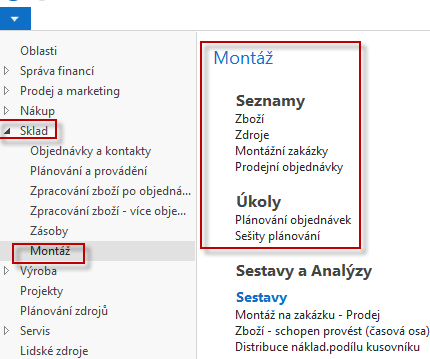 Oblasti
Správa financí
Prodej a marketing
Nákup
Sklad
Objednávky a kontakty
Plánování a provádění
Zpracování zboží po objedná...
Zpracování zboží - více obje...
Zásoby
Montáž
Výroba
Projekty
Plánování zdrojů
Servis
Lidské zdroje
Montáž
Seznamy
Zboží
Zdroje
Montážní zakázky
Prodejní objednávky
Úkoly
Plánování objednávek
Sešity plánování
Sestavy a Analýzy
Sestavy
Montáž na zakázku - Prodej
Zboží - schopen provést (časová osa)
Distribuce náklad.podílu kusovníku